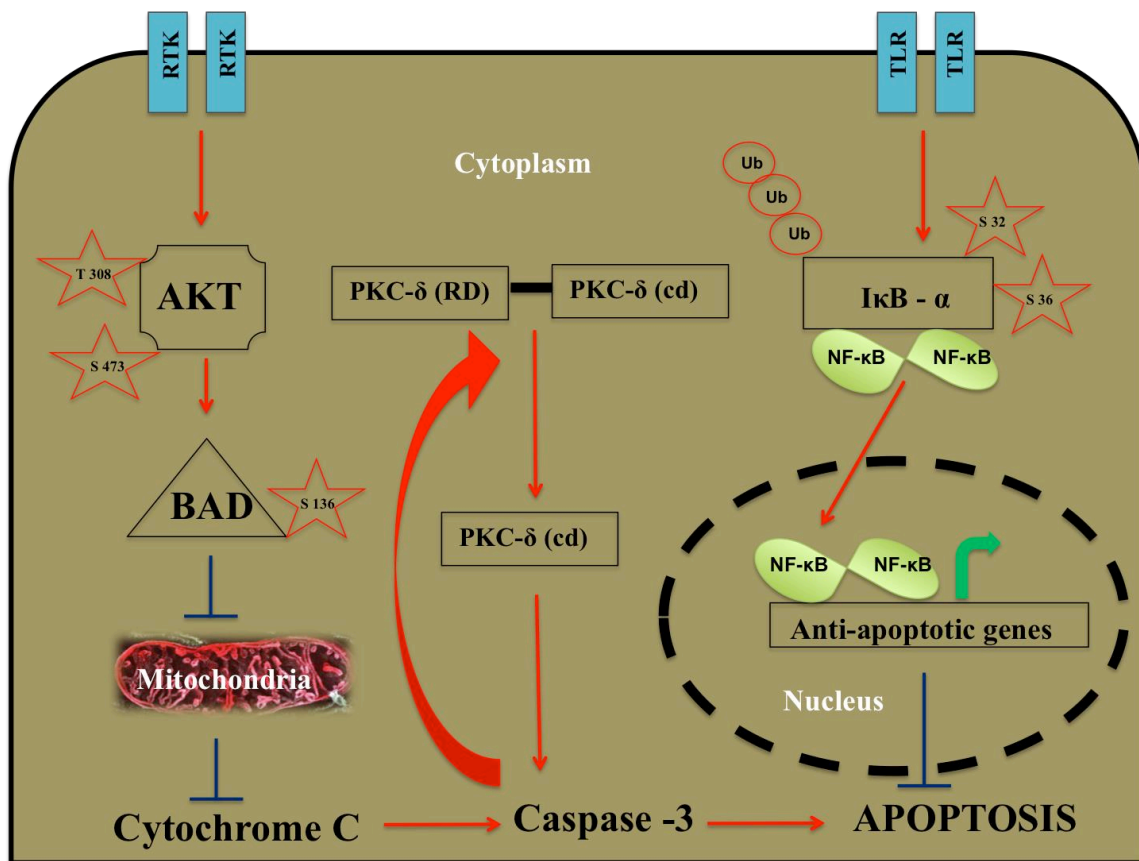 RTK
RTK
TLR
TLR
Cytoplasm
Ub
Ub
Ub
S 32
T 308
AKT
PKC-δ (RD)
PKC-δ (cd)
IκB - α
S 36
S 473
NF-κB
NF-κB
BAD
S 136
PKC-δ (cd)
NF-κB
NF-κB
Anti-apoptotic genes
Mitochondria
Nucleus
Cytochrome C
Caspase -3
APOPTOSIS